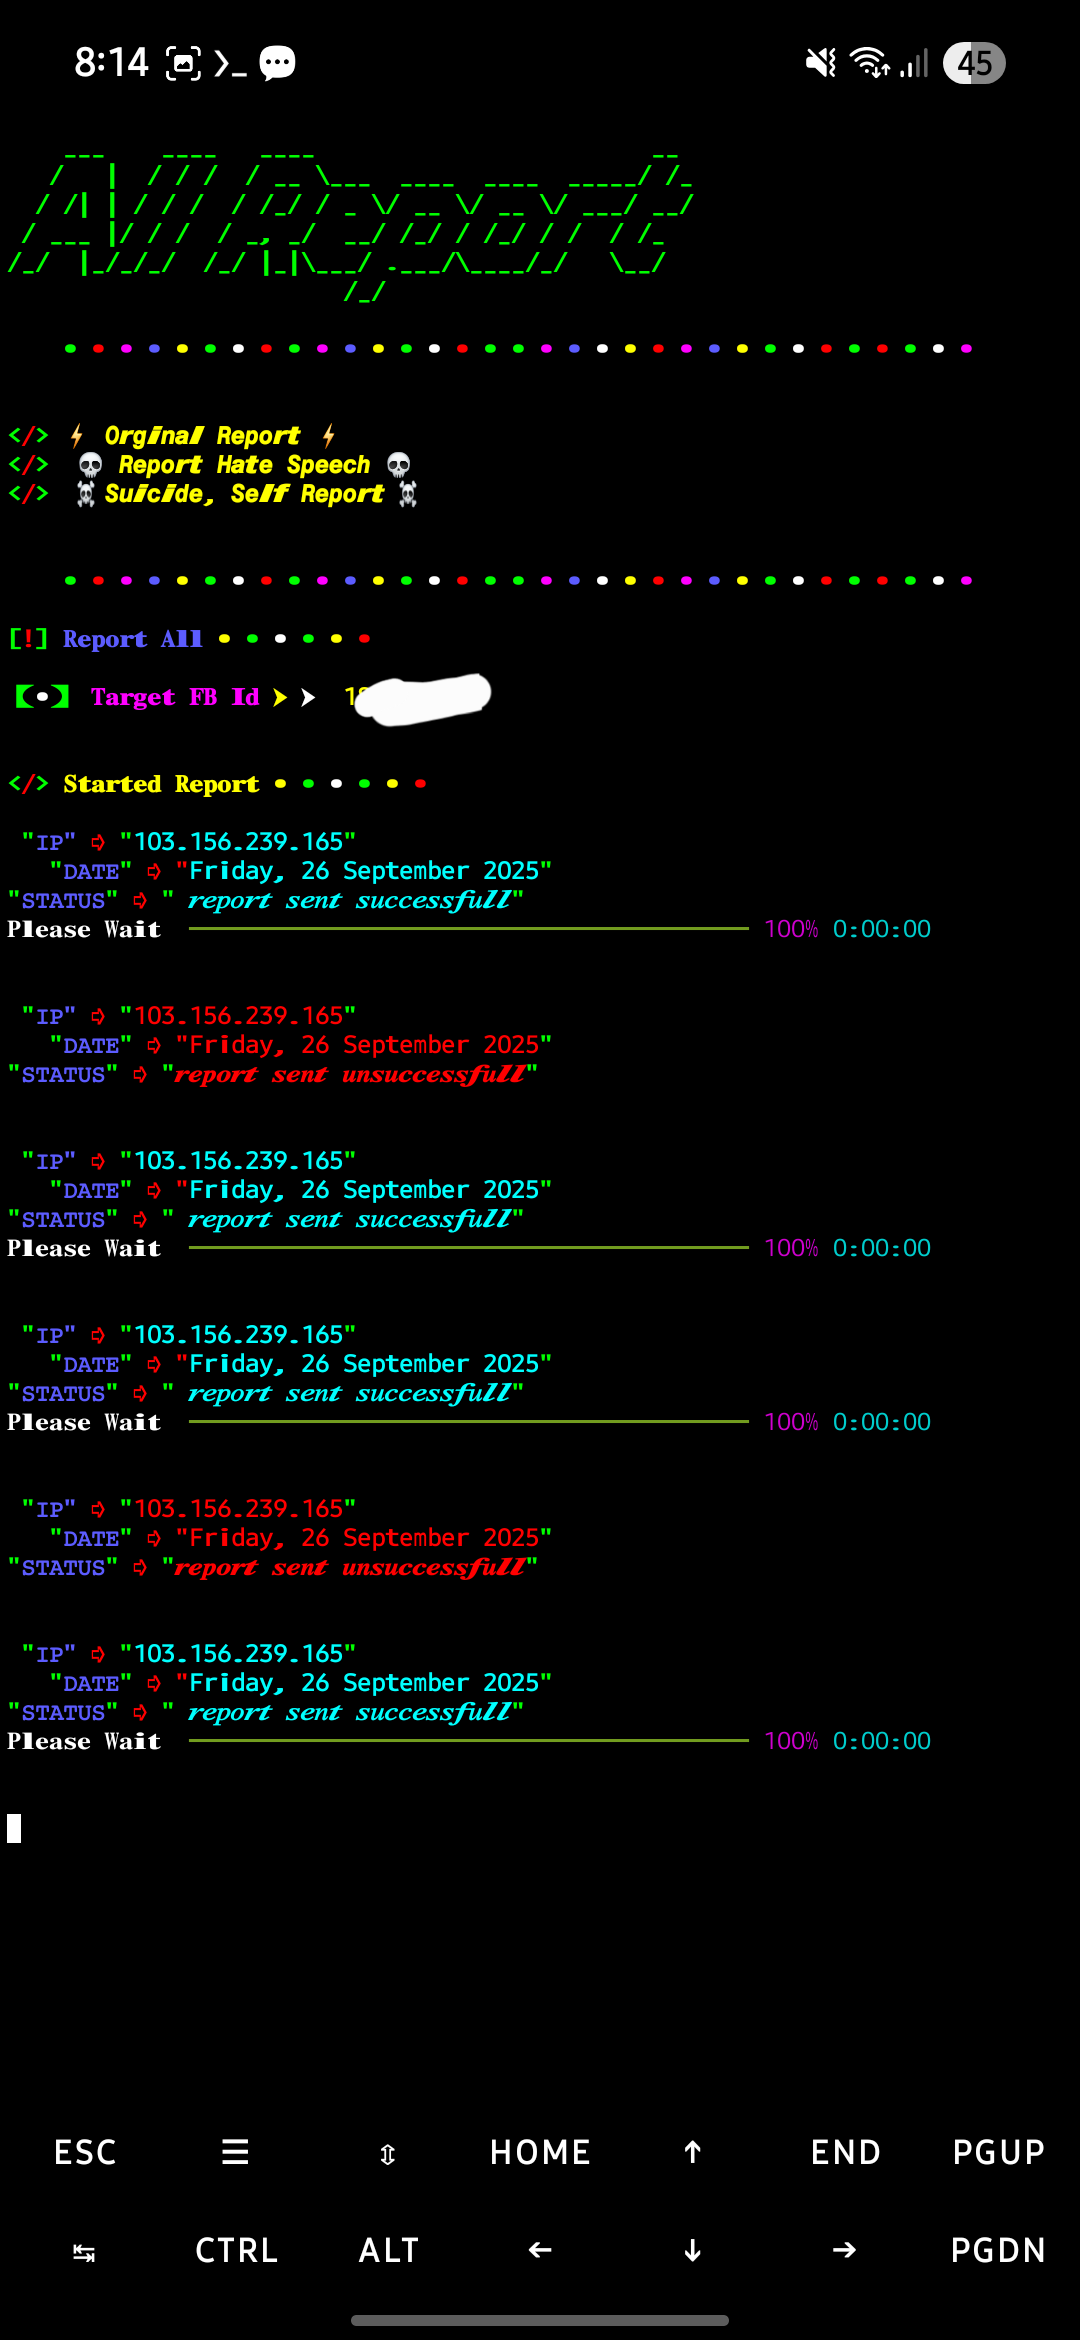 8:14
45
All Report
</> ⚡ Orginal Report ⚡
</> 💀 Report Hate Speech 💀
</> ☠️Suicide, Self Report ☠️
[!] Report All • • • • • •
【•】 Target FB Id ➤ ➤
</> Started Report • • • • • •
"IP" ➪ "103.156.239.165"
"DATE" ➪ "Friday, 26 September 2025"
"STATUS" ➪ " report sent successfull"
Please Wait 100% 0:00:00
"IP" ➪ "103.156.239.165"
"DATE" ➪ "Friday, 26 September 2025"
"STATUS" ➪ "report sent unsuccessfull"
"IP" ➪ "103.156.239.165"
"DATE" ➪ "Friday, 26 September 2025"
"STATUS" ➪ " report sent successfull"
Please Wait 100% 0:00:00
"IP" ➪ "103.156.239.165"
"DATE" ➪ "Friday, 26 September 2025"
"STATUS" ➪ " report sent successfull"
Please Wait 100% 0:00:00
"IP" ➪ "103.156.239.165"
"DATE" ➪ "Friday, 26 September 2025"
"STATUS" ➪ "report sent unsuccessfull"
"IP" ➪ "103.156.239.165"
"DATE" ➪ "Friday, 26 September 2025"
"STATUS" ➪ " report sent successfull"
Please Wait 100% 0:00:00
ESC ☰ ⇳ HOME ↑ END PGUP
↹ CTRL ALT ← ↓ → PGDN